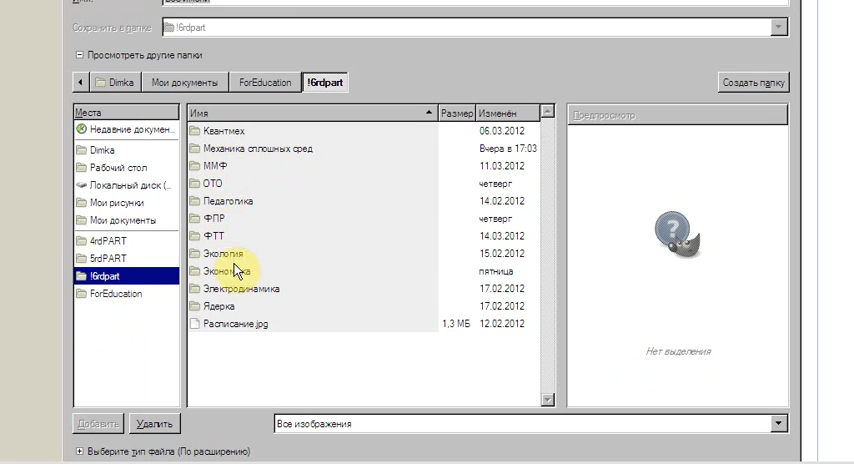 Сохранить в папке: !6rdpart
Просмотреть другие папки
Dimka Мои документы ForEducation !6rdpart Создать папку
Места Имя Размер Изменён Предпросмотр
Недавние докумен...
Dimka
Рабочий стол
Локальный диск (...
Мои рисунки
Мои документы
4rdPART
5rdPART
!6rdpart
ForEducation
Квантмех 06.03.2012
Механика сплошных сред Вчера в 17:03
ММФ 11.03.2012
ОТО четверг
Педагогика 14.02.2012
ФПР четверг
ФТТ 14.03.2012
Экология 15.02.2012
Экономика пятница
Электродинамика 17.02.2012
Ядерка 17.02.2012
Расписание.jpg 1,3 МБ 12.02.2012
Нет выделения
Добавить Удалить Все изображения
Выберите тип файла (По расширению)